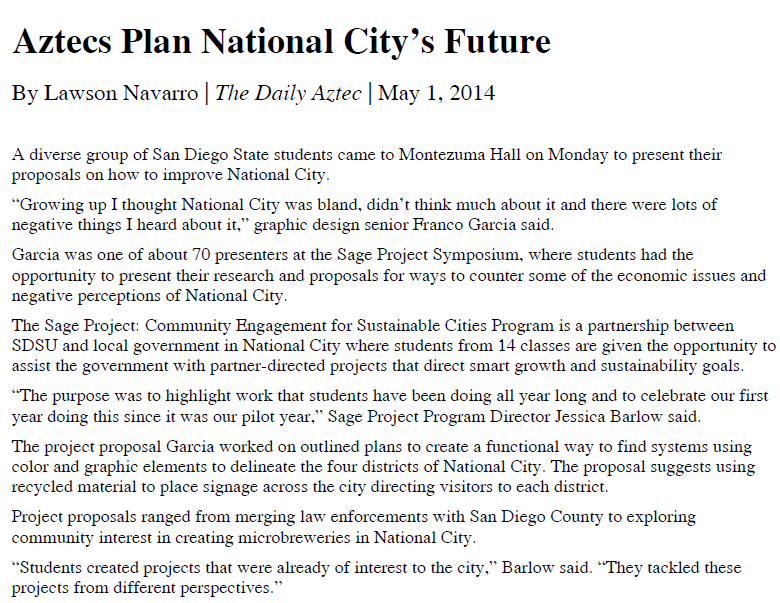 Aztecs Plan National City’s Future
By Lawson Navarro | The Daily Aztec | May 1, 2014
A diverse group of San Diego State students came to Montezuma Hall on Monday to present their
proposals on how to improve National City.
“Growing up I thought National City was bland, didn’t think much about it and there were lots of
negative things I heard about it,” graphic design senior Franco Garcia said.
Garcia was one of about 70 presenters at the Sage Project Symposium, where students had the
opportunity to present their research and proposals for ways to counter some of the economic issues and
negative perceptions of National City.
The Sage Project: Community Engagement for Sustainable Cities Program is a partnership between
SDSU and local government in National City where students from 14 classes are given the opportunity to
assist the government with partner-directed projects that direct smart growth and sustainability goals.
“The purpose was to highlight work that students have been doing all year long and to celebrate our first
year doing this since it was our pilot year,” Sage Project Program Director Jessica Barlow said.
The project proposal Garcia worked on outlined plans to create a functional way to find systems using
color and graphic elements to delineate the four districts of National City. The proposal suggests using
recycled material to place signage across the city directing visitors to each district.
Project proposals ranged from merging law enforcements with San Diego County to exploring
community interest in creating microbreweries in National City.
“Students created projects that were already of interest to the city,” Barlow said. “They tackled these
projects from different perspectives.”